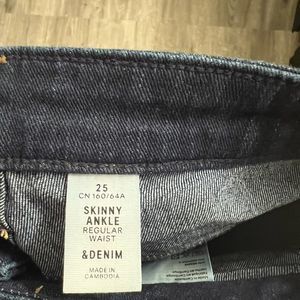 25
CN 160/64A
SKINNY
ANKLE
REGULAR
WAIST
&DENIM
MADE IN
CAMBODIA